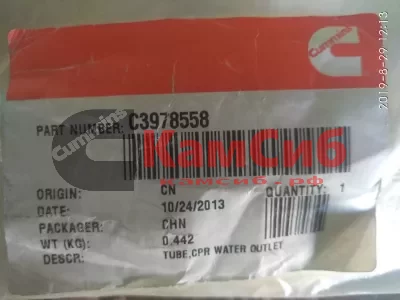 Cummins
2019-8-29 12:13
PART NUMBER: C3978558
Cummins
КамСиб
камсиб.рф
ORIGIN: CN QUANTITY: 1
DATE: 10/24/2013
PACKAGER: CHN
WT (KG): 0.442
DESCR: TUBE,CPR WATER OUTLET